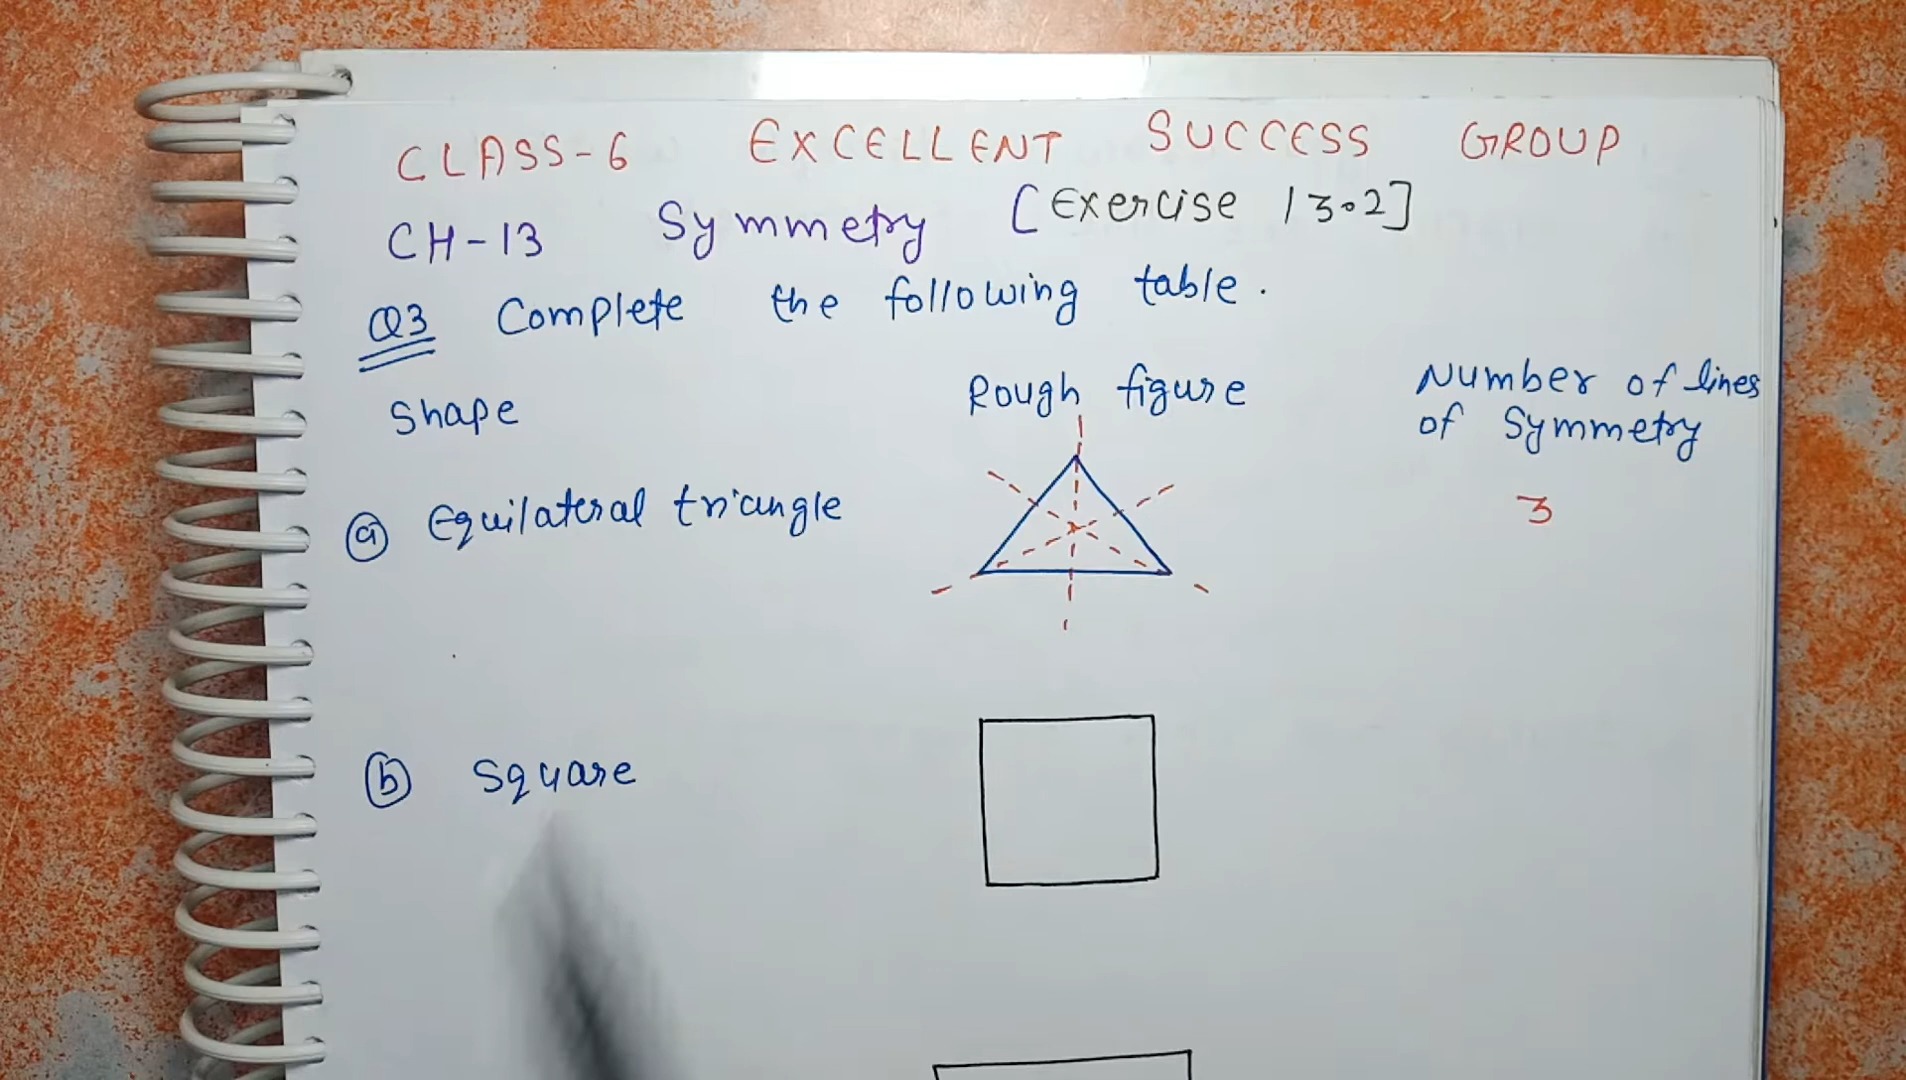 CLASS-6 EXCELLENT SUCCESS GROUP
CH-13 Symmetry [Exercise 13.2]
Q3 Complete the following table.
Shape Rough figure Number of lines of Symmetry
(a) Equilateral triangle 3
(b) Square